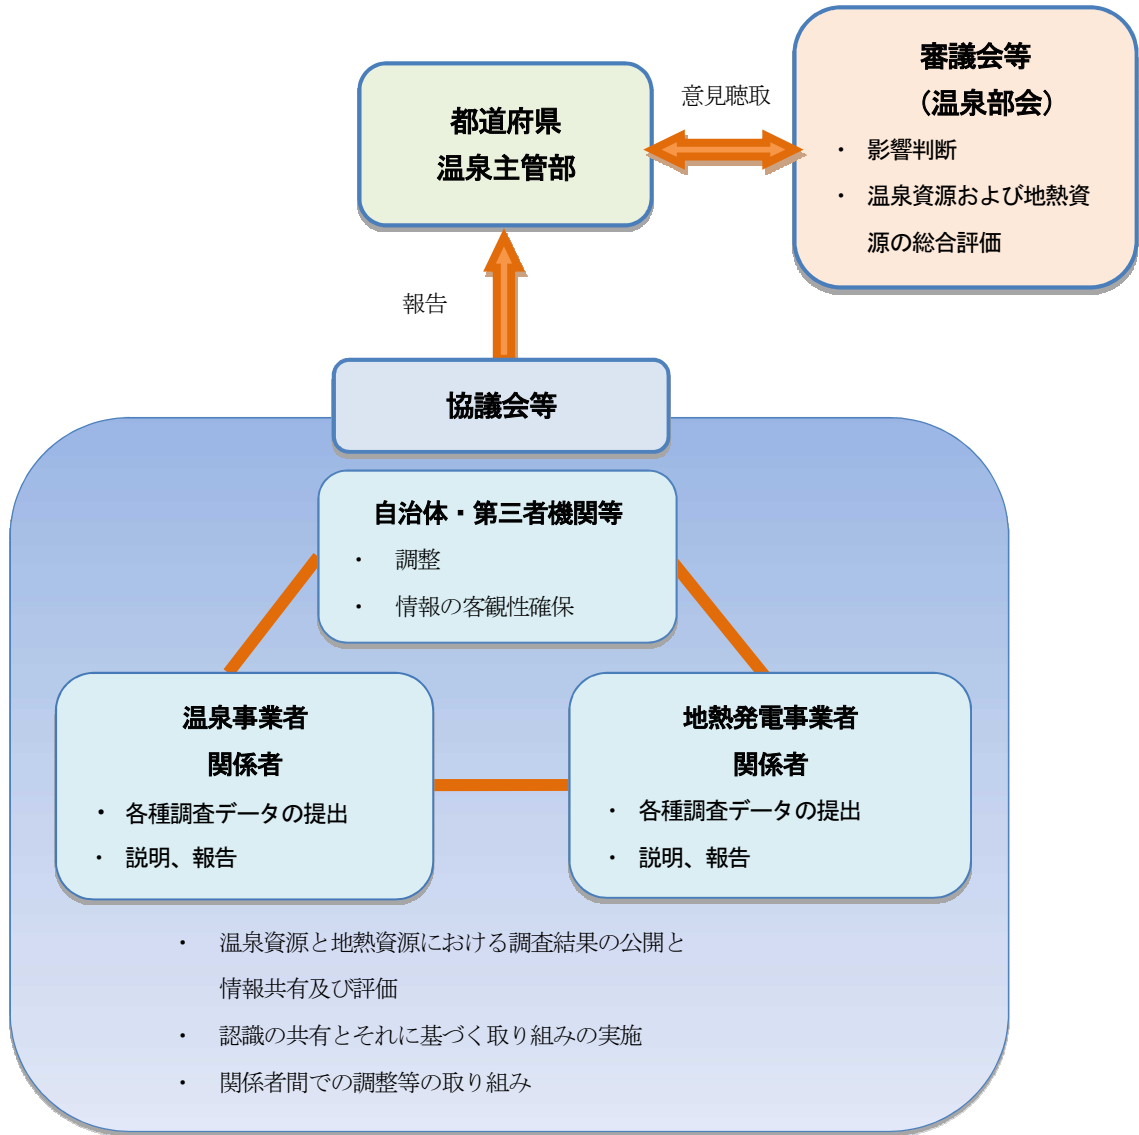 審議会等
（温泉部会）
・ 影響判断
・ 温泉資源および地熱資
源の総合評価
意見聴取
都道府県
温泉主管部
報告
協議会等
自治体・第三者機関等
・ 調整
・ 情報の客観性確保
温泉事業者
関係者
・ 各種調査データの提出
・ 説明、報告
地熱発電事業者
関係者
・ 各種調査データの提出
・ 説明、報告
・ 温泉資源と地熱資源における調査結果の公開と
情報共有及び評価
・ 認識の共有とそれに基づく取り組みの実施
・ 関係者間での調整等の取り組み